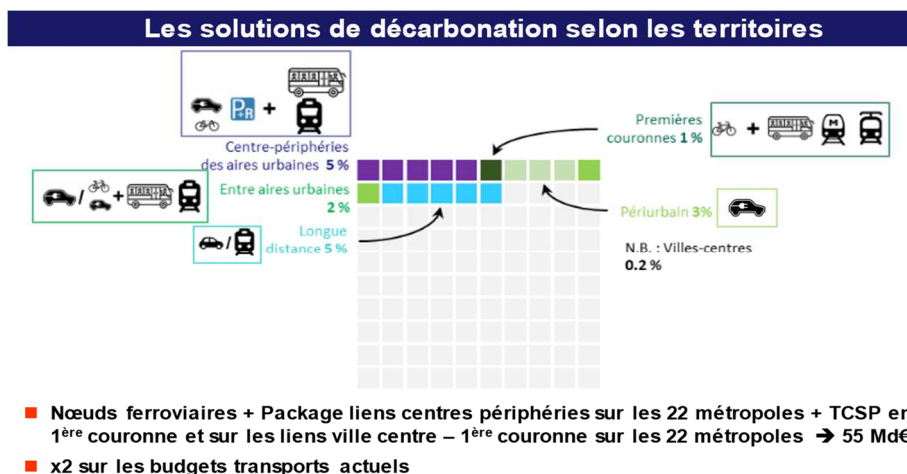 Les solutions de décarbonation selon les territoires
P+R
+
Centre-périphéries
des aires urbaines 5 %
Premières
couronnes 1 %
+
M
/
+
Entre aires urbaines
2 %
/
Longue
distance 5 %
Périurbain 3%
N.B. : Villes-centres
0.2 %
■ Nœuds ferroviaires + Package liens centres périphéries sur les 22 métropoles + TCSP en
1ère couronne et sur les liens ville centre – 1ère couronne sur les 22 métropoles ➔ 55 Md€
■ x2 sur les budgets transports actuels